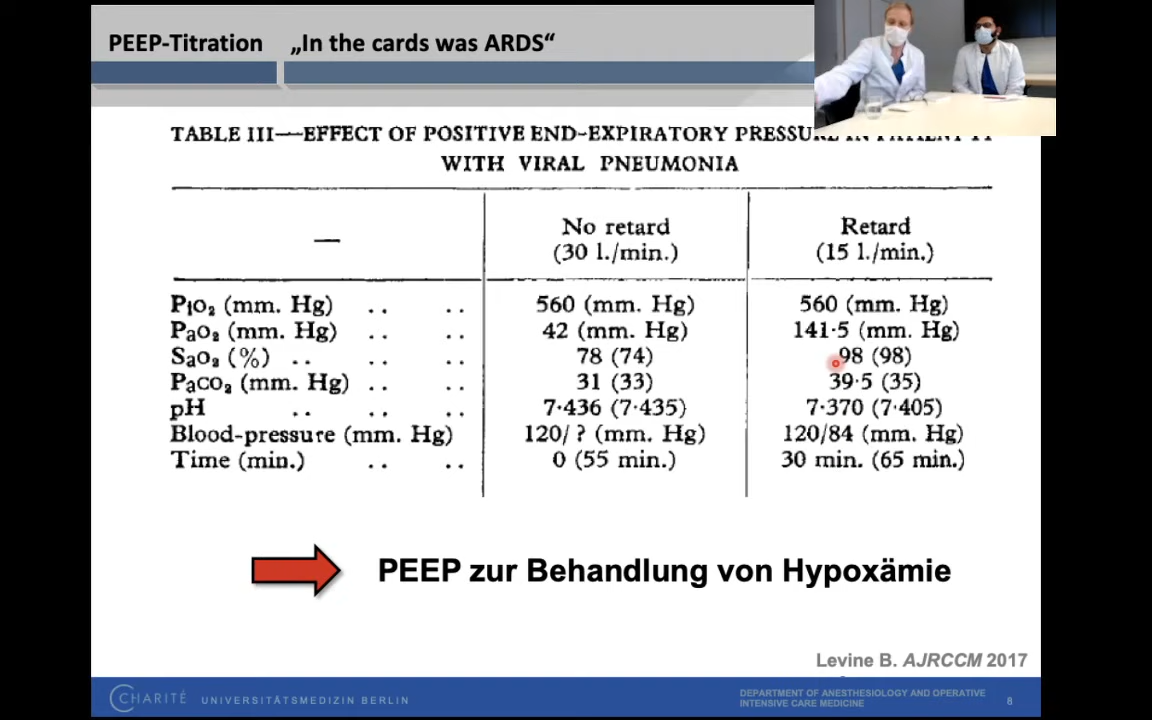 PEEP-Titration „In the cards was ARDS“
TABLE III—EFFECT OF POSITIVE END-EXPIRATORY PRESSURE IN PATIENT 11
WITH VIRAL PNEUMONIA
— No retard (30 l./min.) Retard (15 l./min.)
PIO₂ (mm. Hg) .. .. 560 (mm. Hg) 560 (mm. Hg)
PaO₂ (mm. Hg) .. .. 42 (mm. Hg) 141·5 (mm. Hg)
SaO₂ (%) .. .. .. 78 (74) 98 (98)
PaCO₂ (mm. Hg) .. .. 31 (33) 39·5 (35)
pH .. .. .. 7·436 (7·435) 7·370 (7·405)
Blood-pressure (mm. Hg) 120/ ? (mm. Hg) 120/84 (mm. Hg)
Time (min.) .. .. 0 (55 min.) 30 min. (65 min.)
PEEP zur Behandlung von Hypoxämie
Levine B. AJRCCM 2017
CHARITÉ UNIVERSITÄTSMEDIZIN BERLIN
DEPARTMENT OF ANESTHESIOLOGY AND OPERATIVE
INTENSIVE CARE MEDICINE
8